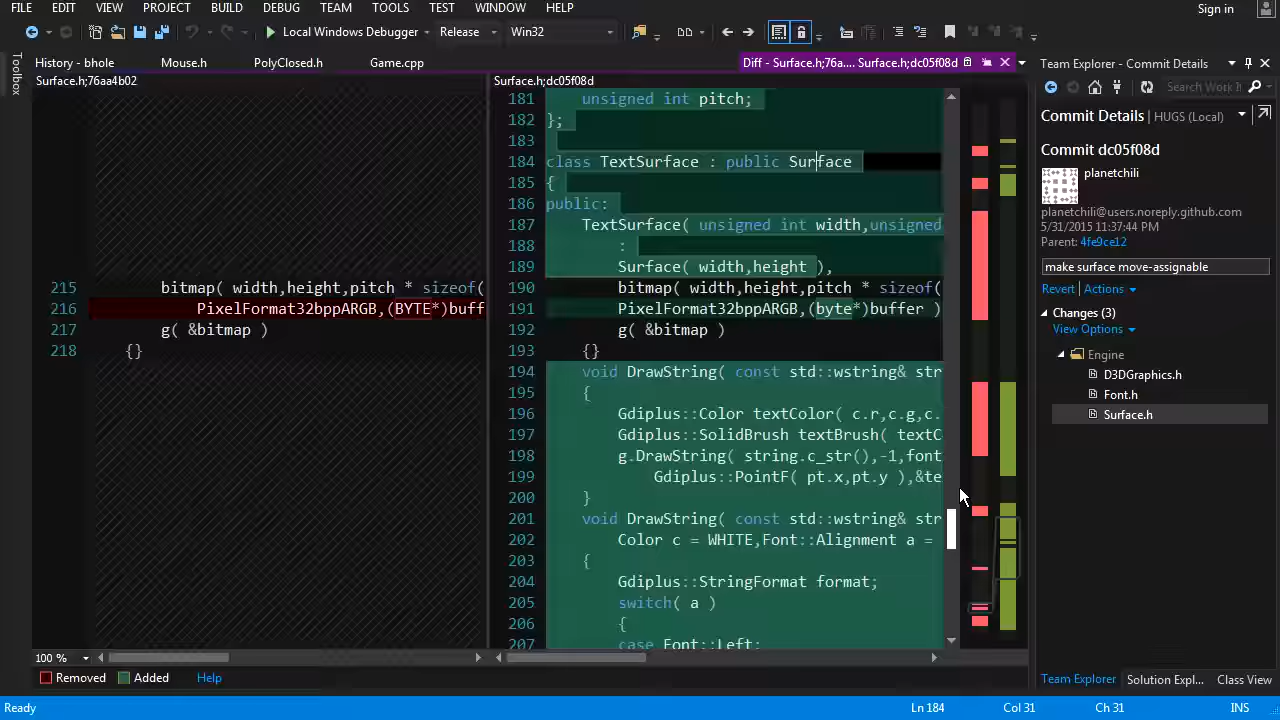 FILE EDIT VIEW PROJECT BUILD DEBUG TEAM TOOLS TEST WINDOW HELP Sign in
Local Windows Debugger Release Win32
Toolbox
History - bhole Mouse.h PolyClosed.h Game.cpp Diff - Surface.h;76a.... Surface.h;dc05f08d
Surface.h;76aa4b02
215 bitmap( width,height,pitch * sizeof(
216 PixelFormat32bppARGB,(BYTE*)buff
217 g( &bitmap )
218 {}
Surface.h;dc05f08d
181 unsigned int pitch;
182 };
183
184 class TextSurface : public Surface
185 {
186 public:
187 TextSurface( unsigned int width,unsigned
188 :
189 Surface( width,height ),
190 bitmap( width,height,pitch * sizeof(
191 PixelFormat32bppARGB,(byte*)buffer )
192 g( &bitmap )
193 {}
194 void DrawString( const std::wstring& str
195 {
196 Gdiplus::Color textColor( c.r,c.g,c.
197 Gdiplus::SolidBrush textBrush( textC
198 g.DrawString( string.c_str(),-1,font
199 Gdiplus::PointF( pt.x,pt.y ),&te
200 }
201 void DrawString( const std::wstring& str
202 Color c = WHITE,Font::Alignment a =
203 {
204 Gdiplus::StringFormat format;
205 switch( a )
206 {
207 case Font::Left:
100 %
Removed Added Help
Team Explorer - Commit Details
Search Work I
Commit Details | HUGS (Local)
Commit dc05f08d
planetchili
planetchili@users.noreply.github.com
5/31/2015 11:37:44 PM
Parent: 4fe9ce12
make surface move-assignable
Revert Actions
Changes (3)
View Options
Engine
D3DGraphics.h
Font.h
Surface.h
Team Explorer Solution Expl... Class View
Ready Ln 184 Col 31 Ch 31 INS